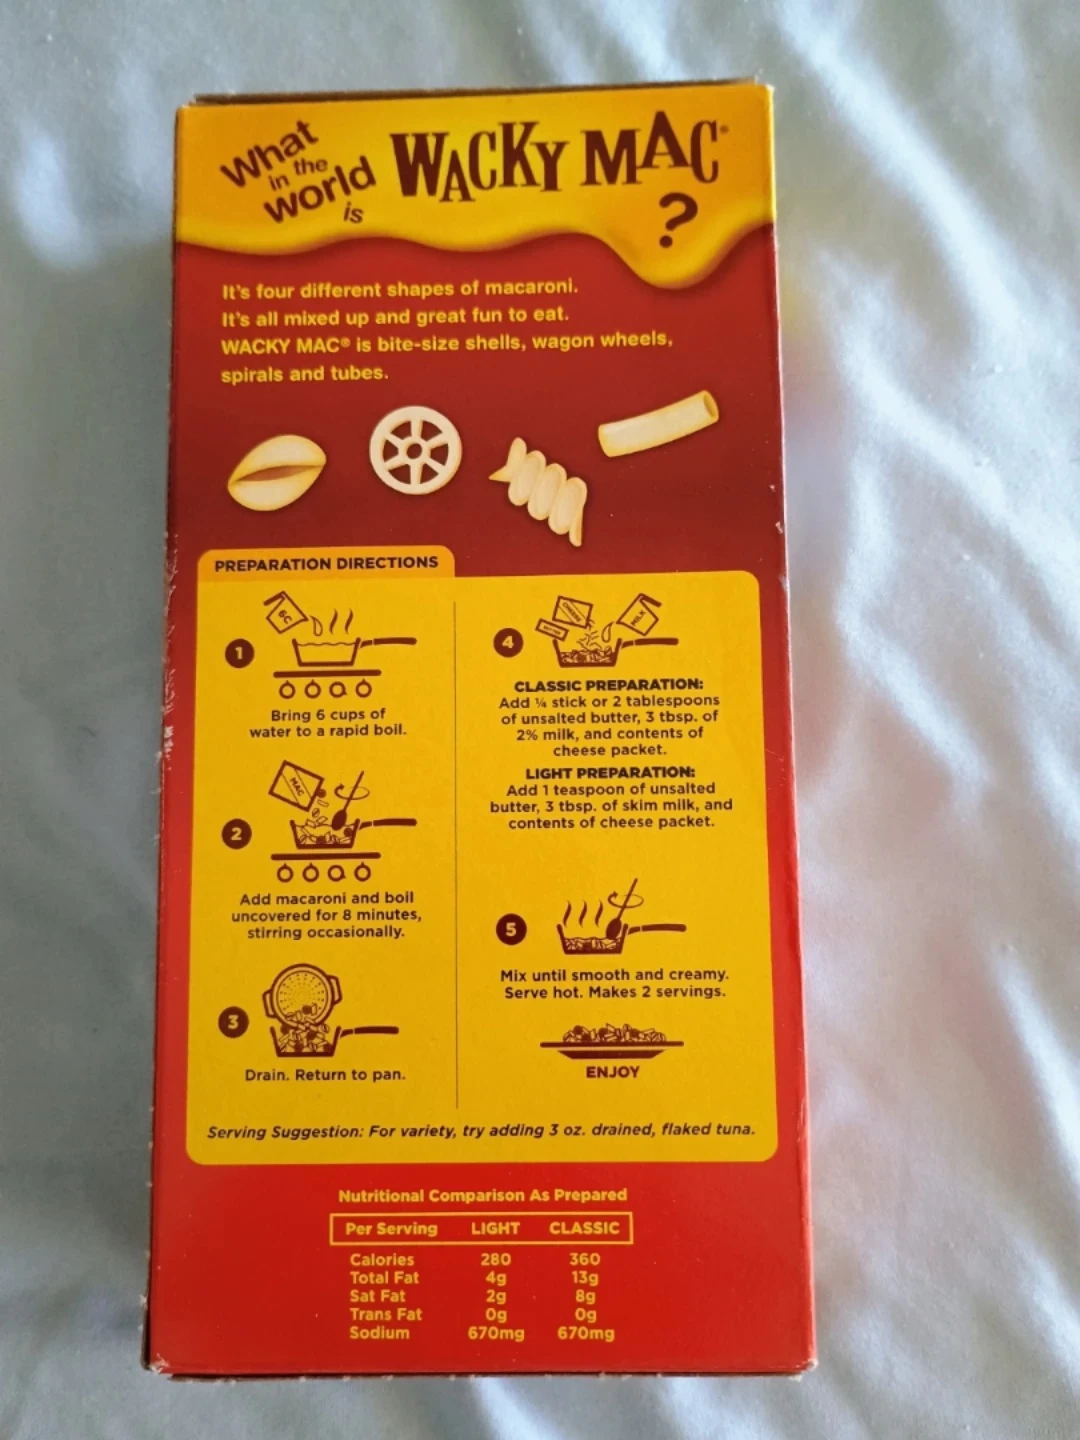 What
in the
world
is
WACKY MAC®
?
It's four different shapes of macaroni.
It's all mixed up and great fun to eat.
WACKY MAC® is bite-size shells, wagon wheels,
spirals and tubes.
PREPARATION DIRECTIONS
6C
1
Bring 6 cups of
water to a rapid boil.
MAC
2
Add macaroni and boil
uncovered for 8 minutes,
stirring occasionally.
3
Drain. Return to pan.
CHEESE
MILK
4
CLASSIC PREPARATION:
Add ¼ stick or 2 tablespoons
of unsalted butter, 3 tbsp. of
2% milk, and contents of
cheese packet.
LIGHT PREPARATION:
Add 1 teaspoon of unsalted
butter, 3 tbsp. of skim milk, and
contents of cheese packet.
5
Mix until smooth and creamy.
Serve hot. Makes 2 servings.
ENJOY
Serving Suggestion: For variety, try adding 3 oz. drained, flaked tuna.
Nutritional Comparison As Prepared
Per Serving LIGHT CLASSIC
Calories 280 360
Total Fat 4g 13g
Sat Fat 2g 8g
Trans Fat 0g 0g
Sodium 670mg 670mg